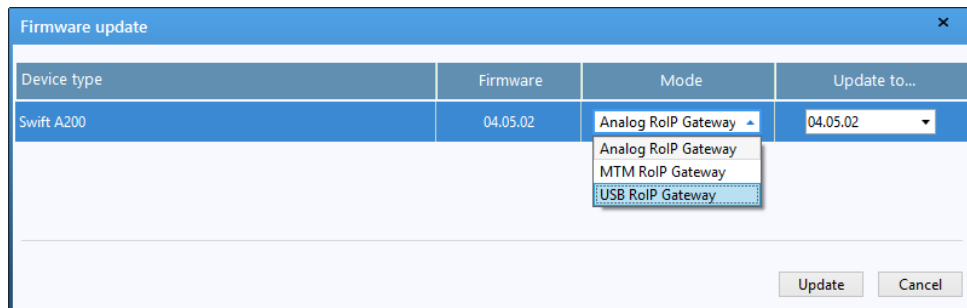 Firmware update
Device type Firmware Mode Update to...
Swift A200 04.05.02 Analog RoIP Gateway 04.05.02
Analog RoIP Gateway
MTM RoIP Gateway
USB RoIP Gateway
Update Cancel